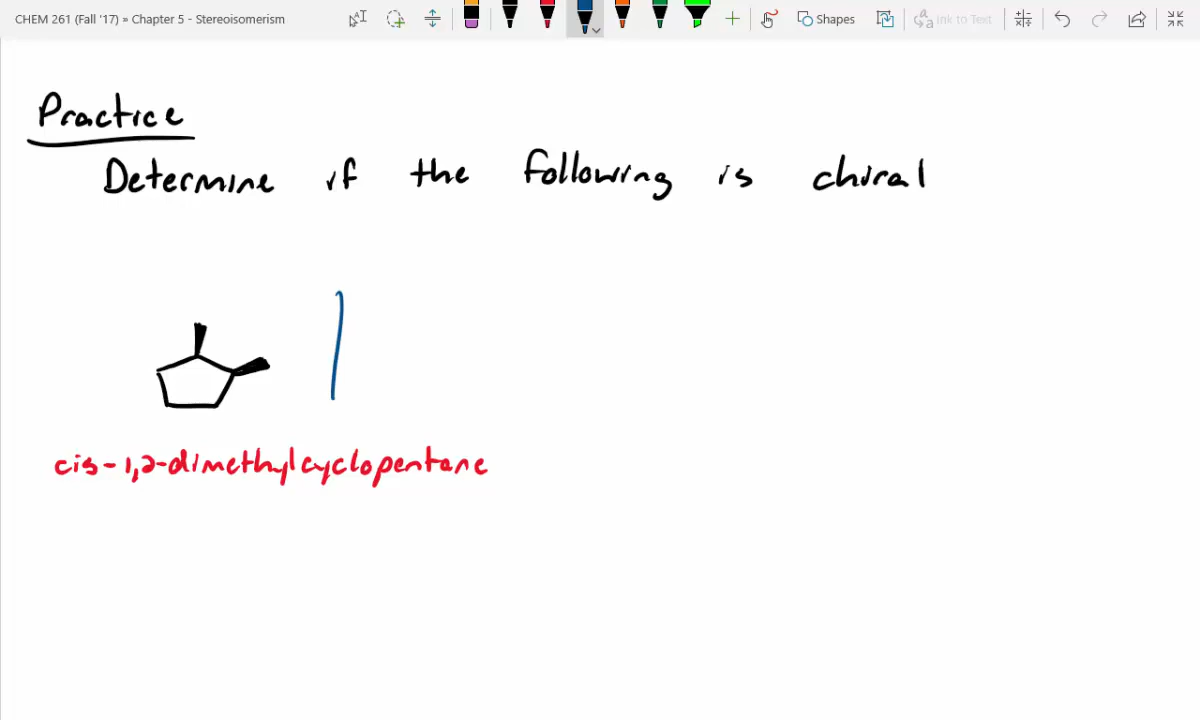 CHEM 261 (Fall '17) » Chapter 5 - Stereoisomerism
Shapes
Ink to Text
Practice
Determine if the following is chiral
cis-1,2-dimethylcyclopentane